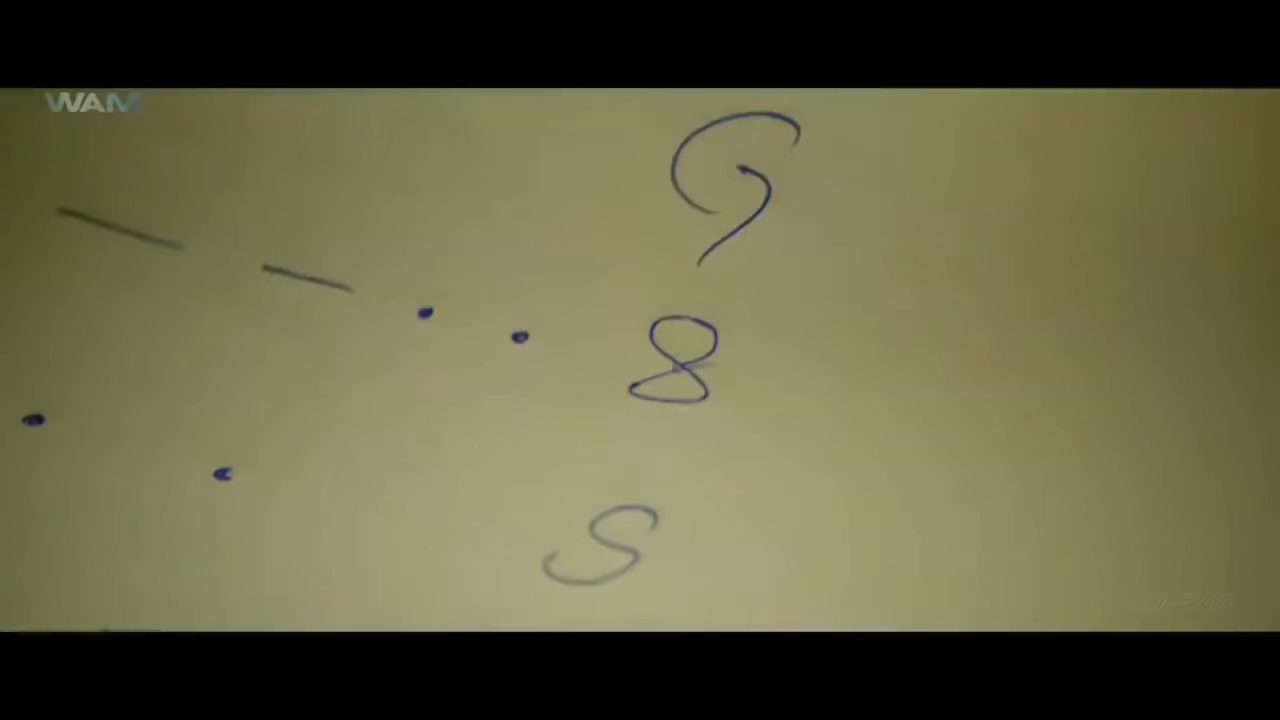 WAM
G
— — . . 8
. . S